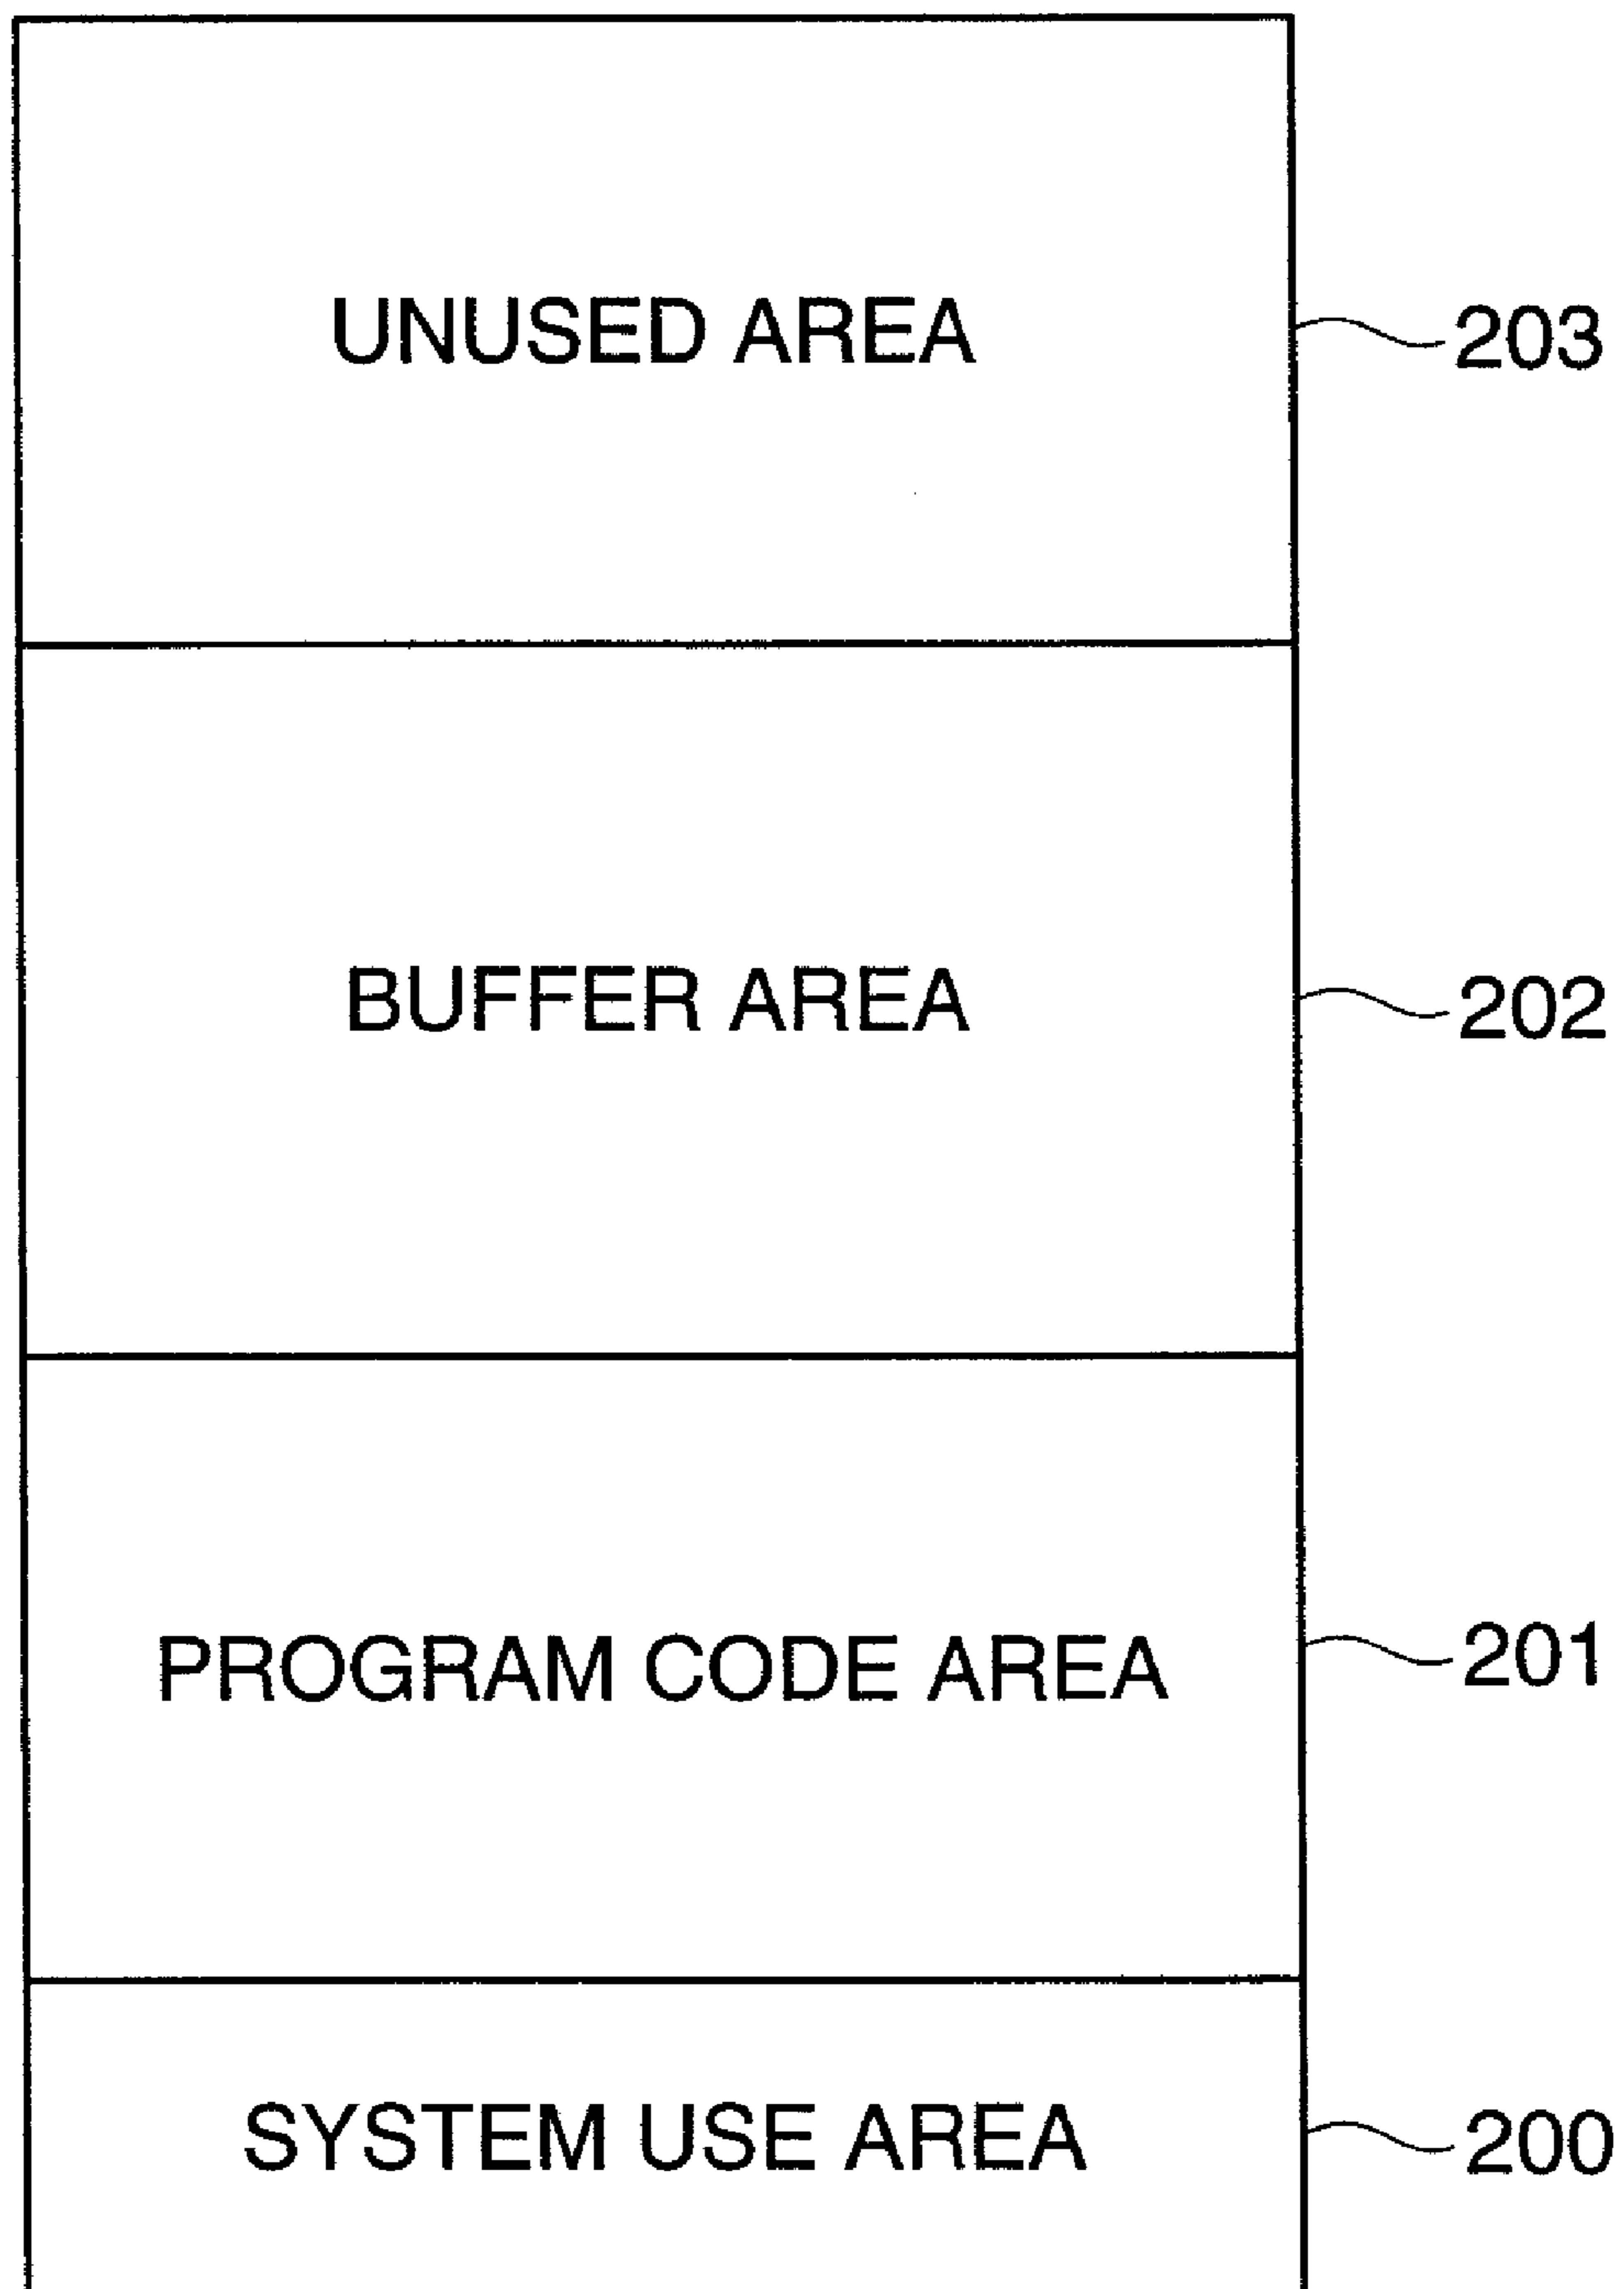 UNUSED AREA 203
BUFFER AREA 202
PROGRAM CODE AREA 201
SYSTEM USE AREA 200